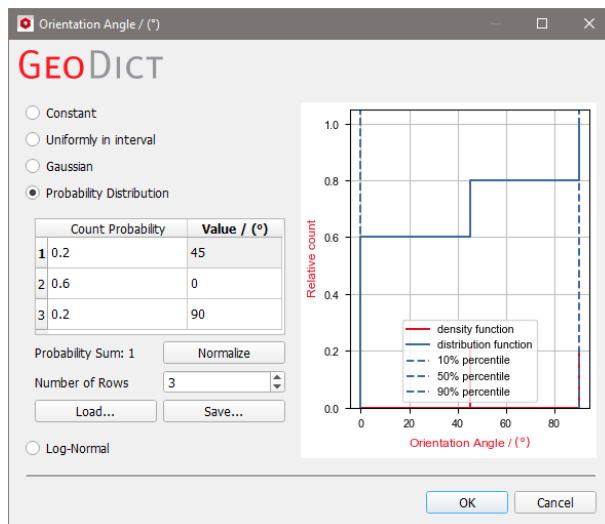 Orientation Angle / (°)
GEODICT
Constant
Uniformly in interval
Gaussian
Probability Distribution
Count Probability Value / (°)
1 0.2 45
2 0.6 0
3 0.2 90
Probability Sum: 1 Normalize
Number of Rows 3
Load... Save...
Log-Normal
1.0
0.8
0.6
0.4
0.2
0.0
Relative count
density function
distribution function
10% percentile
50% percentile
90% percentile
0 20 40 60 80
Orientation Angle / (°)
OK Cancel